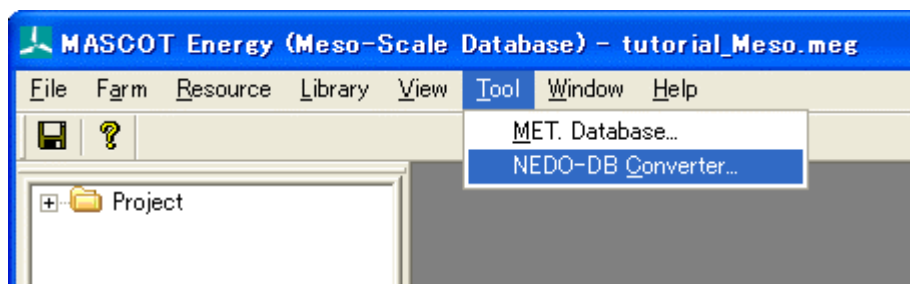 MASCOT Energy (Meso-Scale Database) - tutorial_Meso.meg
File Farm Resource Library View Tool Window Help
MET. Database...
NEDO-DB Converter...
Project